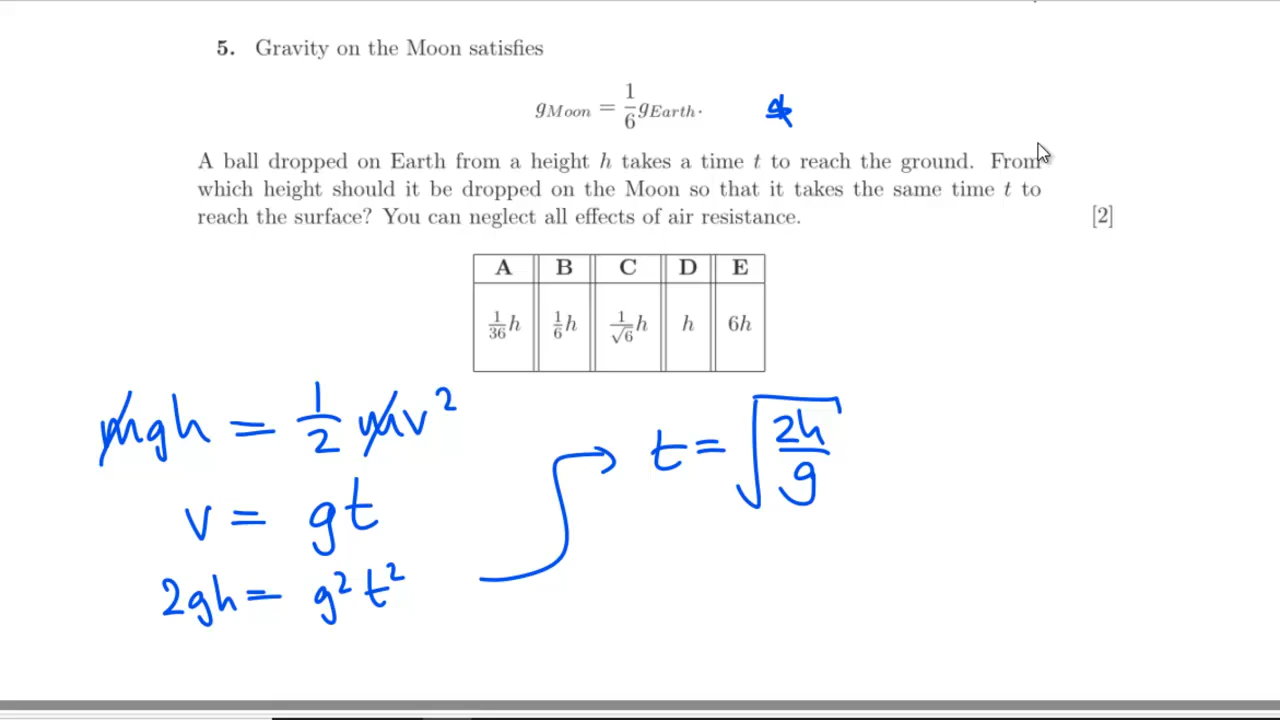 5. Gravity on the Moon satisfies
g_Moon = 1/6 g_Earth. *
A ball dropped on Earth from a height h takes a time t to reach the ground. From
which height should it be dropped on the Moon so that it takes the same time t to
reach the surface? You can neglect all effects of air resistance. [2]
A B C D E
1/36 h 1/6 h 1/√6 h h 6h
mgh = 1/2 mv²
t = √(2h/g)
v = gt
2gh = g²t²